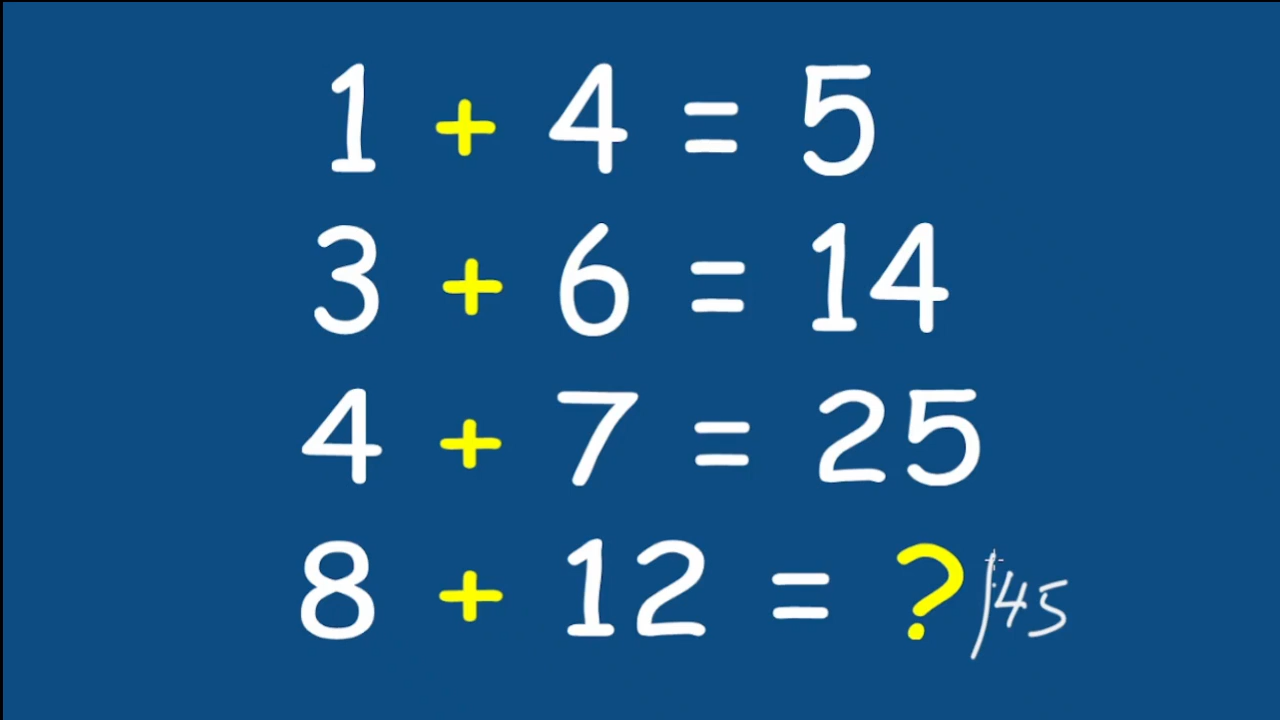 1 + 4 = 5
3 + 6 = 14
4 + 7 = 25
8 + 12 = ? 45